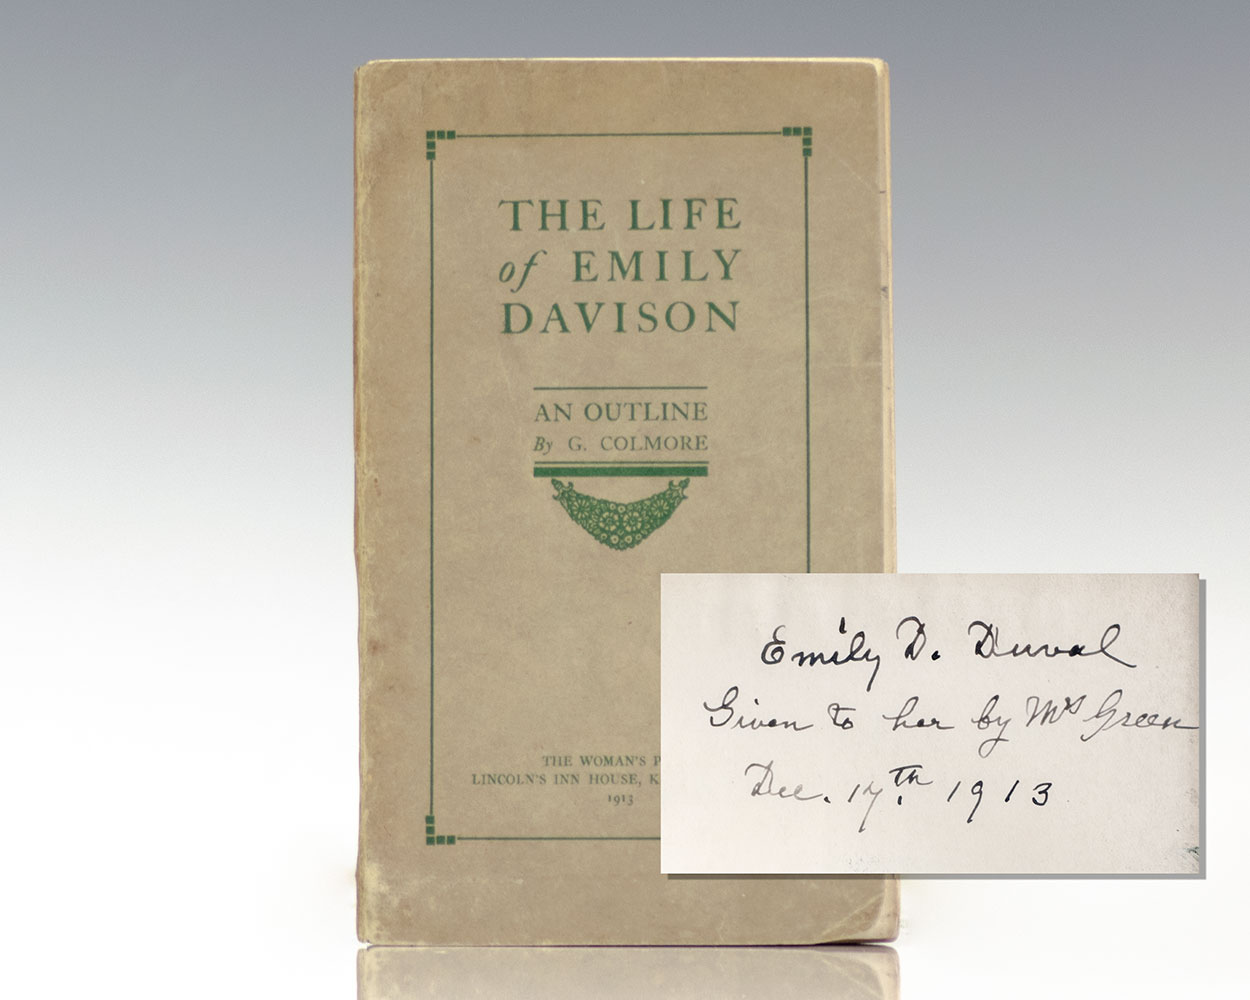 THE LIFE
of EMILY
DAVISON
AN OUTLINE
By G. COLMORE
THE WOMAN'S
LINCOLN'S INN HOUSE,
1913
Emily D. Duval
Given to her by Mrs Green
Dec. 17th. 1913